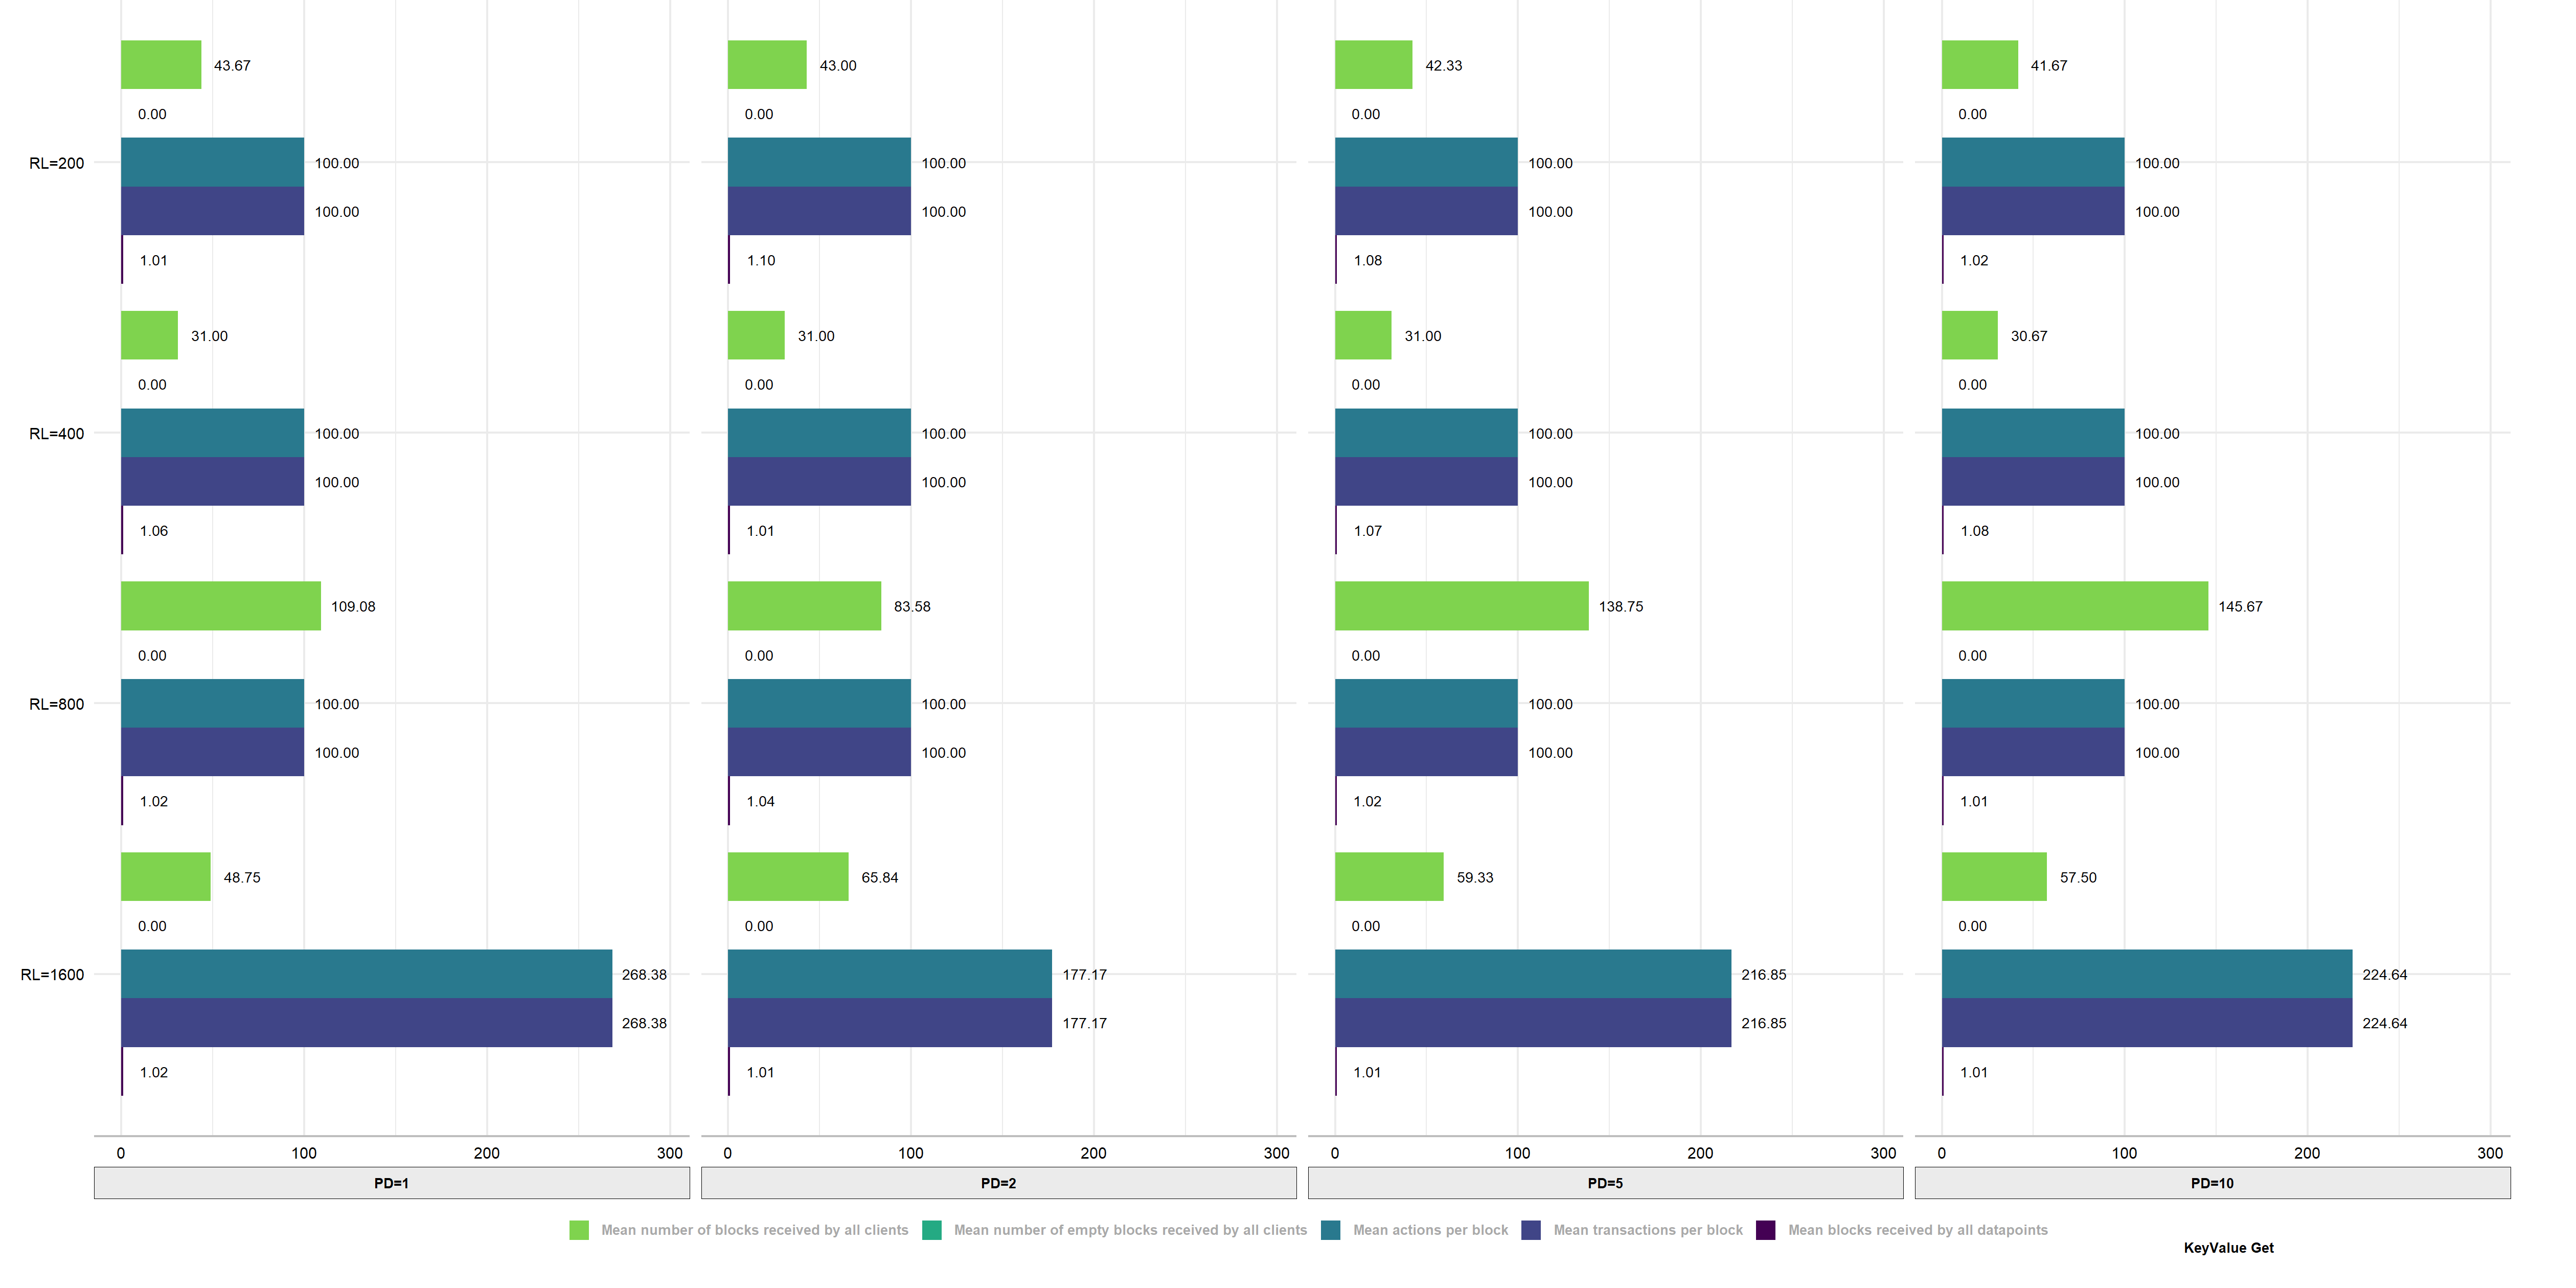 43.67 43.00 42.33 41.67
0.00 0.00 0.00 0.00
RL=200 100.00 100.00 100.00 100.00
100.00 100.00 100.00 100.00
1.01 1.10 1.08 1.02
31.00 31.00 31.00 30.67
0.00 0.00 0.00 0.00
RL=400 100.00 100.00 100.00 100.00
100.00 100.00 100.00 100.00
1.06 1.01 1.07 1.08
109.08 83.58 138.75 145.67
0.00 0.00 0.00 0.00
RL=800 100.00 100.00 100.00 100.00
100.00 100.00 100.00 100.00
1.02 1.04 1.02 1.01
48.75 65.84 59.33 57.50
0.00 0.00 0.00 0.00
RL=1600 268.38 177.17 216.85 224.64
268.38 177.17 216.85 224.64
1.02 1.01 1.01 1.01
0 100 200 300 0 100 200 300 0 100 200 300 0 100 200 300
PD=1 PD=2 PD=5 PD=10
Mean number of blocks received by all clients Mean number of empty blocks received by all clients Mean actions per block Mean transactions per block Mean blocks received by all datapoints
KeyValue Get